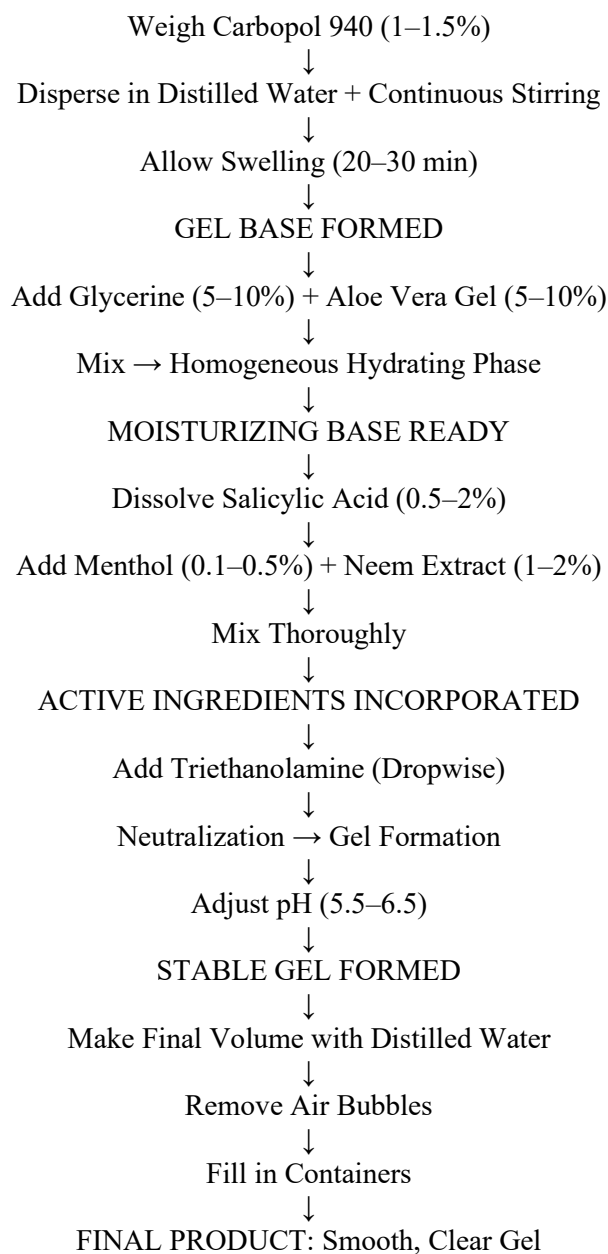 Weigh Carbopol 940 (1–1.5%)
↓
Disperse in Distilled Water + Continuous Stirring
↓
Allow Swelling (20–30 min)
↓
GEL BASE FORMED
↓
Add Glycerine (5–10%) + Aloe Vera Gel (5–10%)
↓
Mix → Homogeneous Hydrating Phase
↓
MOISTURIZING BASE READY
↓
Dissolve Salicylic Acid (0.5–2%)
↓
Add Menthol (0.1–0.5%) + Neem Extract (1–2%)
↓
Mix Thoroughly
↓
ACTIVE INGREDIENTS INCORPORATED
↓
Add Triethanolamine (Dropwise)
↓
Neutralization → Gel Formation
↓
Adjust pH (5.5–6.5)
↓
STABLE GEL FORMED
↓
Make Final Volume with Distilled Water
↓
Remove Air Bubbles
↓
Fill in Containers
↓
FINAL PRODUCT: Smooth, Clear Gel